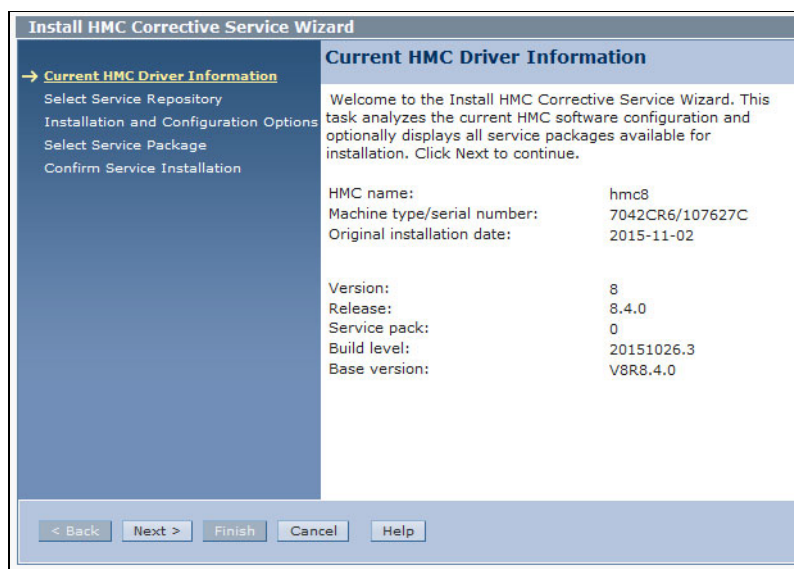 Install HMC Corrective Service Wizard
→ Current HMC Driver Information
Select Service Repository
Installation and Configuration Options
Select Service Package
Confirm Service Installation
Current HMC Driver Information
Welcome to the Install HMC Corrective Service Wizard. This
task analyzes the current HMC software configuration and
optionally displays all service packages available for
installation. Click Next to continue.
HMC name: hmc8
Machine type/serial number: 7042CR6/107627C
Original installation date: 2015-11-02
Version: 8
Release: 8.4.0
Service pack: 0
Build level: 20151026.3
Base version: V8R8.4.0
< Back Next > Finish Cancel Help